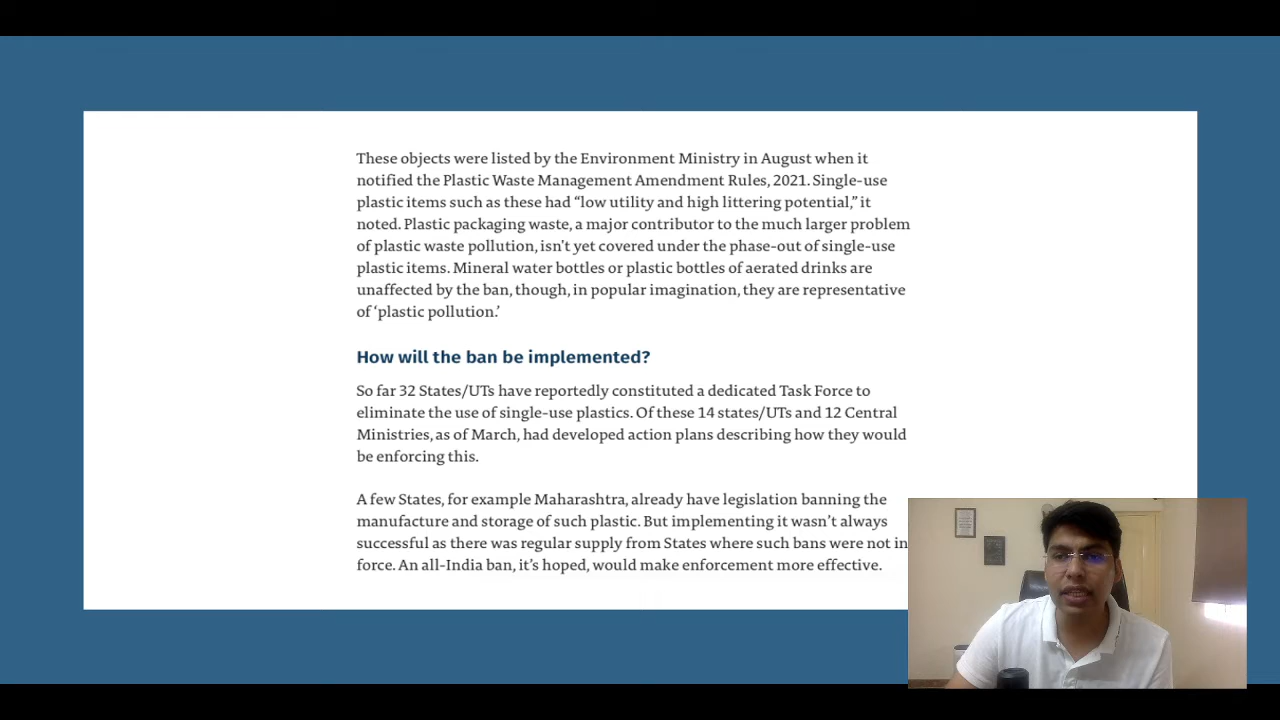 These objects were listed by the Environment Ministry in August when it
notified the Plastic Waste Management Amendment Rules, 2021. Single-use
plastic items such as these had “low utility and high littering potential,” it
noted. Plastic packaging waste, a major contributor to the much larger problem
of plastic waste pollution, isn't yet covered under the phase-out of single-use
plastic items. Mineral water bottles or plastic bottles of aerated drinks are
unaffected by the ban, though, in popular imagination, they are representative
of ‘plastic pollution.’
How will the ban be implemented?
So far 32 States/UTs have reportedly constituted a dedicated Task Force to
eliminate the use of single-use plastics. Of these 14 states/UTs and 12 Central
Ministries, as of March, had developed action plans describing how they would
be enforcing this.
A few States, for example Maharashtra, already have legislation banning the
manufacture and storage of such plastic. But implementing it wasn’t always
successful as there was regular supply from States where such bans were not in
force. An all-India ban, it’s hoped, would make enforcement more effective.